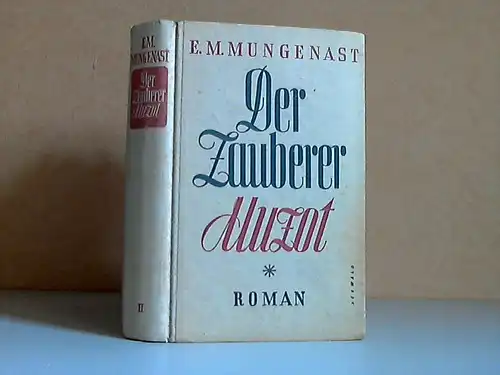 E.M.
MUNGENAST
Der
Zauberer
Muzot
II
E.M.MUNGENAST
Der
Zauberer
Muzot
*
ROMAN